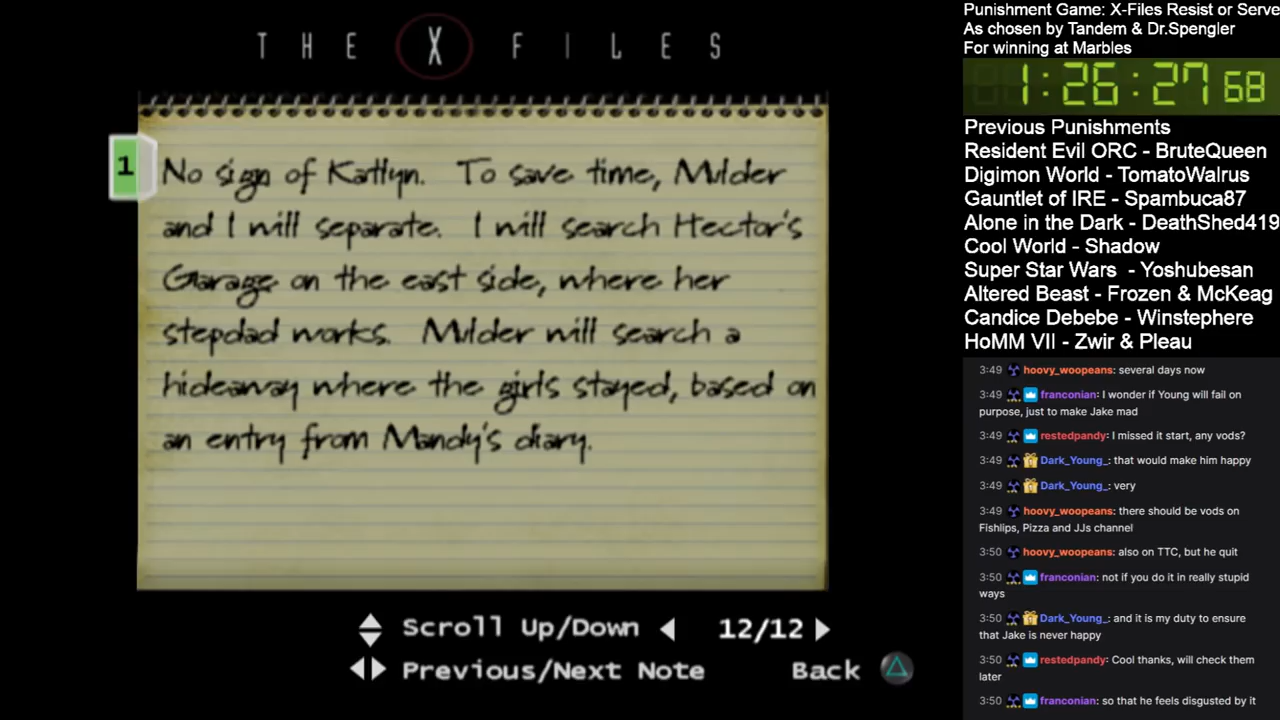 THE X FILES
1
No sign of Katlyn. To save time, Mulder
and I will separate. I will search Hector's
Garage on the east side, where her
stepdad works. Mulder will search a
hideaway where the girls stayed, based on
an entry from Mandy's diary.
Scroll Up/Down 12/12
Previous/Next Note Back
Punishment Game: X-Files Resist or Serve
As chosen by Tandem & Dr.Spengler
For winning at Marbles
1:26:27 68
Previous Punishments
Resident Evil ORC - BruteQueen
Digimon World - TomatoWalrus
Gauntlet of IRE - Spambuca87
Alone in the Dark - DeathShed419
Cool World - Shadow
Super Star Wars - Yoshubesan
Altered Beast - Frozen & McKeag
Candice Debebe - Winstephere
HoMM VII - Zwir & Pleau
3:49 hoovy_woopeans: several days now
3:49 franconian: I wonder if Young will fail on
purpose, just to make Jake mad
3:49 restedpandy: I missed it start, any vods?
3:49 Dark_Young_: that would make him happy
3:49 Dark_Young_: very
3:49 hoovy_woopeans: there should be vods on
Fishlips, Pizza and JJs channel
3:50 hoovy_woopeans: also on TTC, but he quit
3:50 franconian: not if you do it in really stupid
ways
3:50 Dark_Young_: and it is my duty to ensure
that Jake is never happy
3:50 restedpandy: Cool thanks, will check them
later
3:50 franconian: so that he feels disgusted by it